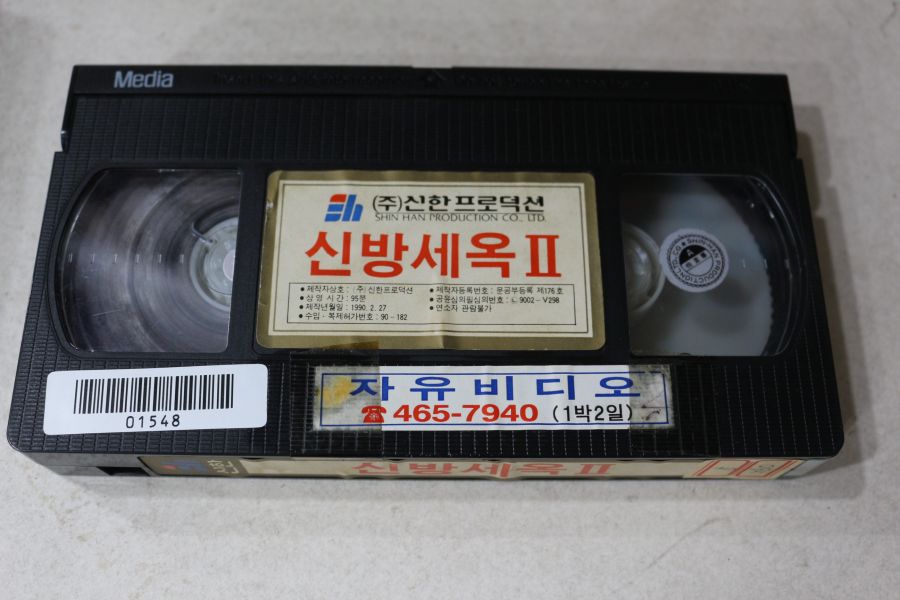 Media
(주)신한프로덕션
SHIN HAN PRODUCTION CO., LTD.
신방세옥Ⅱ
• 제작자상호 : (주) 신한프로덕션
• 상영시간 : 95분
• 제작년월일 : 1990. 2. 27
• 수입·복제허가번호 : 90-182
• 제작자등록번호 : 문공부등록 제176호
• 공윤심의필심의번호 : 9002-V298
• 연소자 관람불가
SHIN-HAN PRODUCTION
자유비디오
☎ 465-7940 (1박2일)
01548
신방세옥Ⅱ